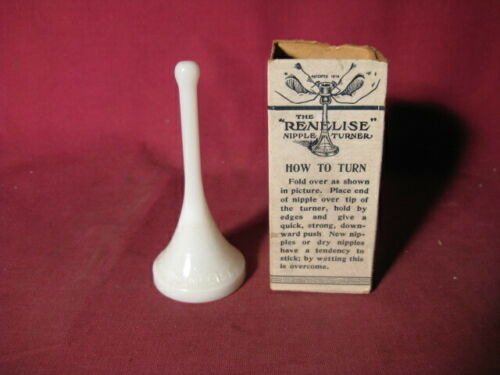 THE
"RENELISE"
NIPPLE TURNER
HOW TO TURN
Fold over as shown
in picture. Place end
of nipple over tip of
the turner, hold by
edges and give a
quick, strong, down-
ward push. New nip-
ples or dry nipples
have a tendency to
stick; by wetting this
is overcome.